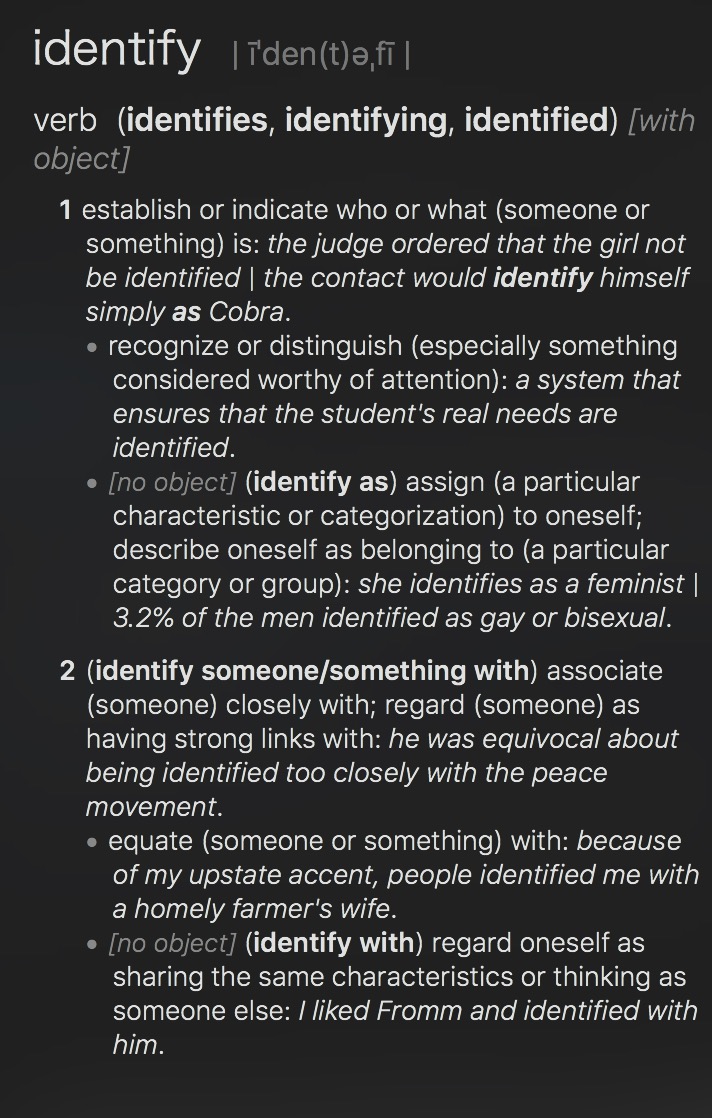 identify | īˈden(t)əˌfī |
verb (identifies, identifying, identified) [with
object]
1 establish or indicate who or what (someone or
something) is: the judge ordered that the girl not
be identified | the contact would identify himself
simply as Cobra.
• recognize or distinguish (especially something
considered worthy of attention): a system that
ensures that the student's real needs are
identified.
• [no object] (identify as) assign (a particular
characteristic or categorization) to oneself;
describe oneself as belonging to (a particular
category or group): she identifies as a feminist |
3.2% of the men identified as gay or bisexual.
2 (identify someone/something with) associate
(someone) closely with; regard (someone) as
having strong links with: he was equivocal about
being identified too closely with the peace
movement.
• equate (someone or something) with: because
of my upstate accent, people identified me with
a homely farmer's wife.
• [no object] (identify with) regard oneself as
sharing the same characteristics or thinking as
someone else: I liked Fromm and identified with
him.